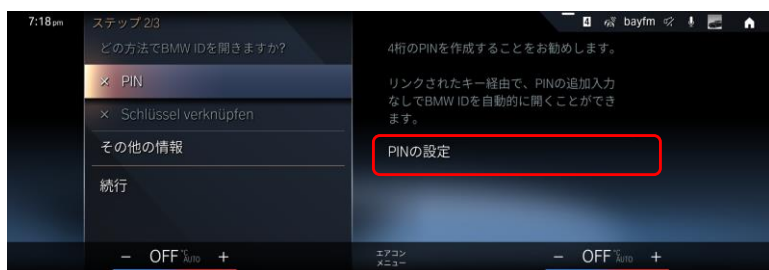 7:18 pm
ステップ 2/3
4 bayfm
どの方法でBMW IDを開きますか?
4桁のPINを作成することをお勧めします。
× PIN
リンクされたキー経由で、PINの追加入力
なしでBMW IDを自動的に開くことができ
ます。
× Schlüssel verknüpfen
その他の情報
PINの設定
続行
− OFF °C AUTO +
エアコン
メニュー
− OFF °C AUTO +